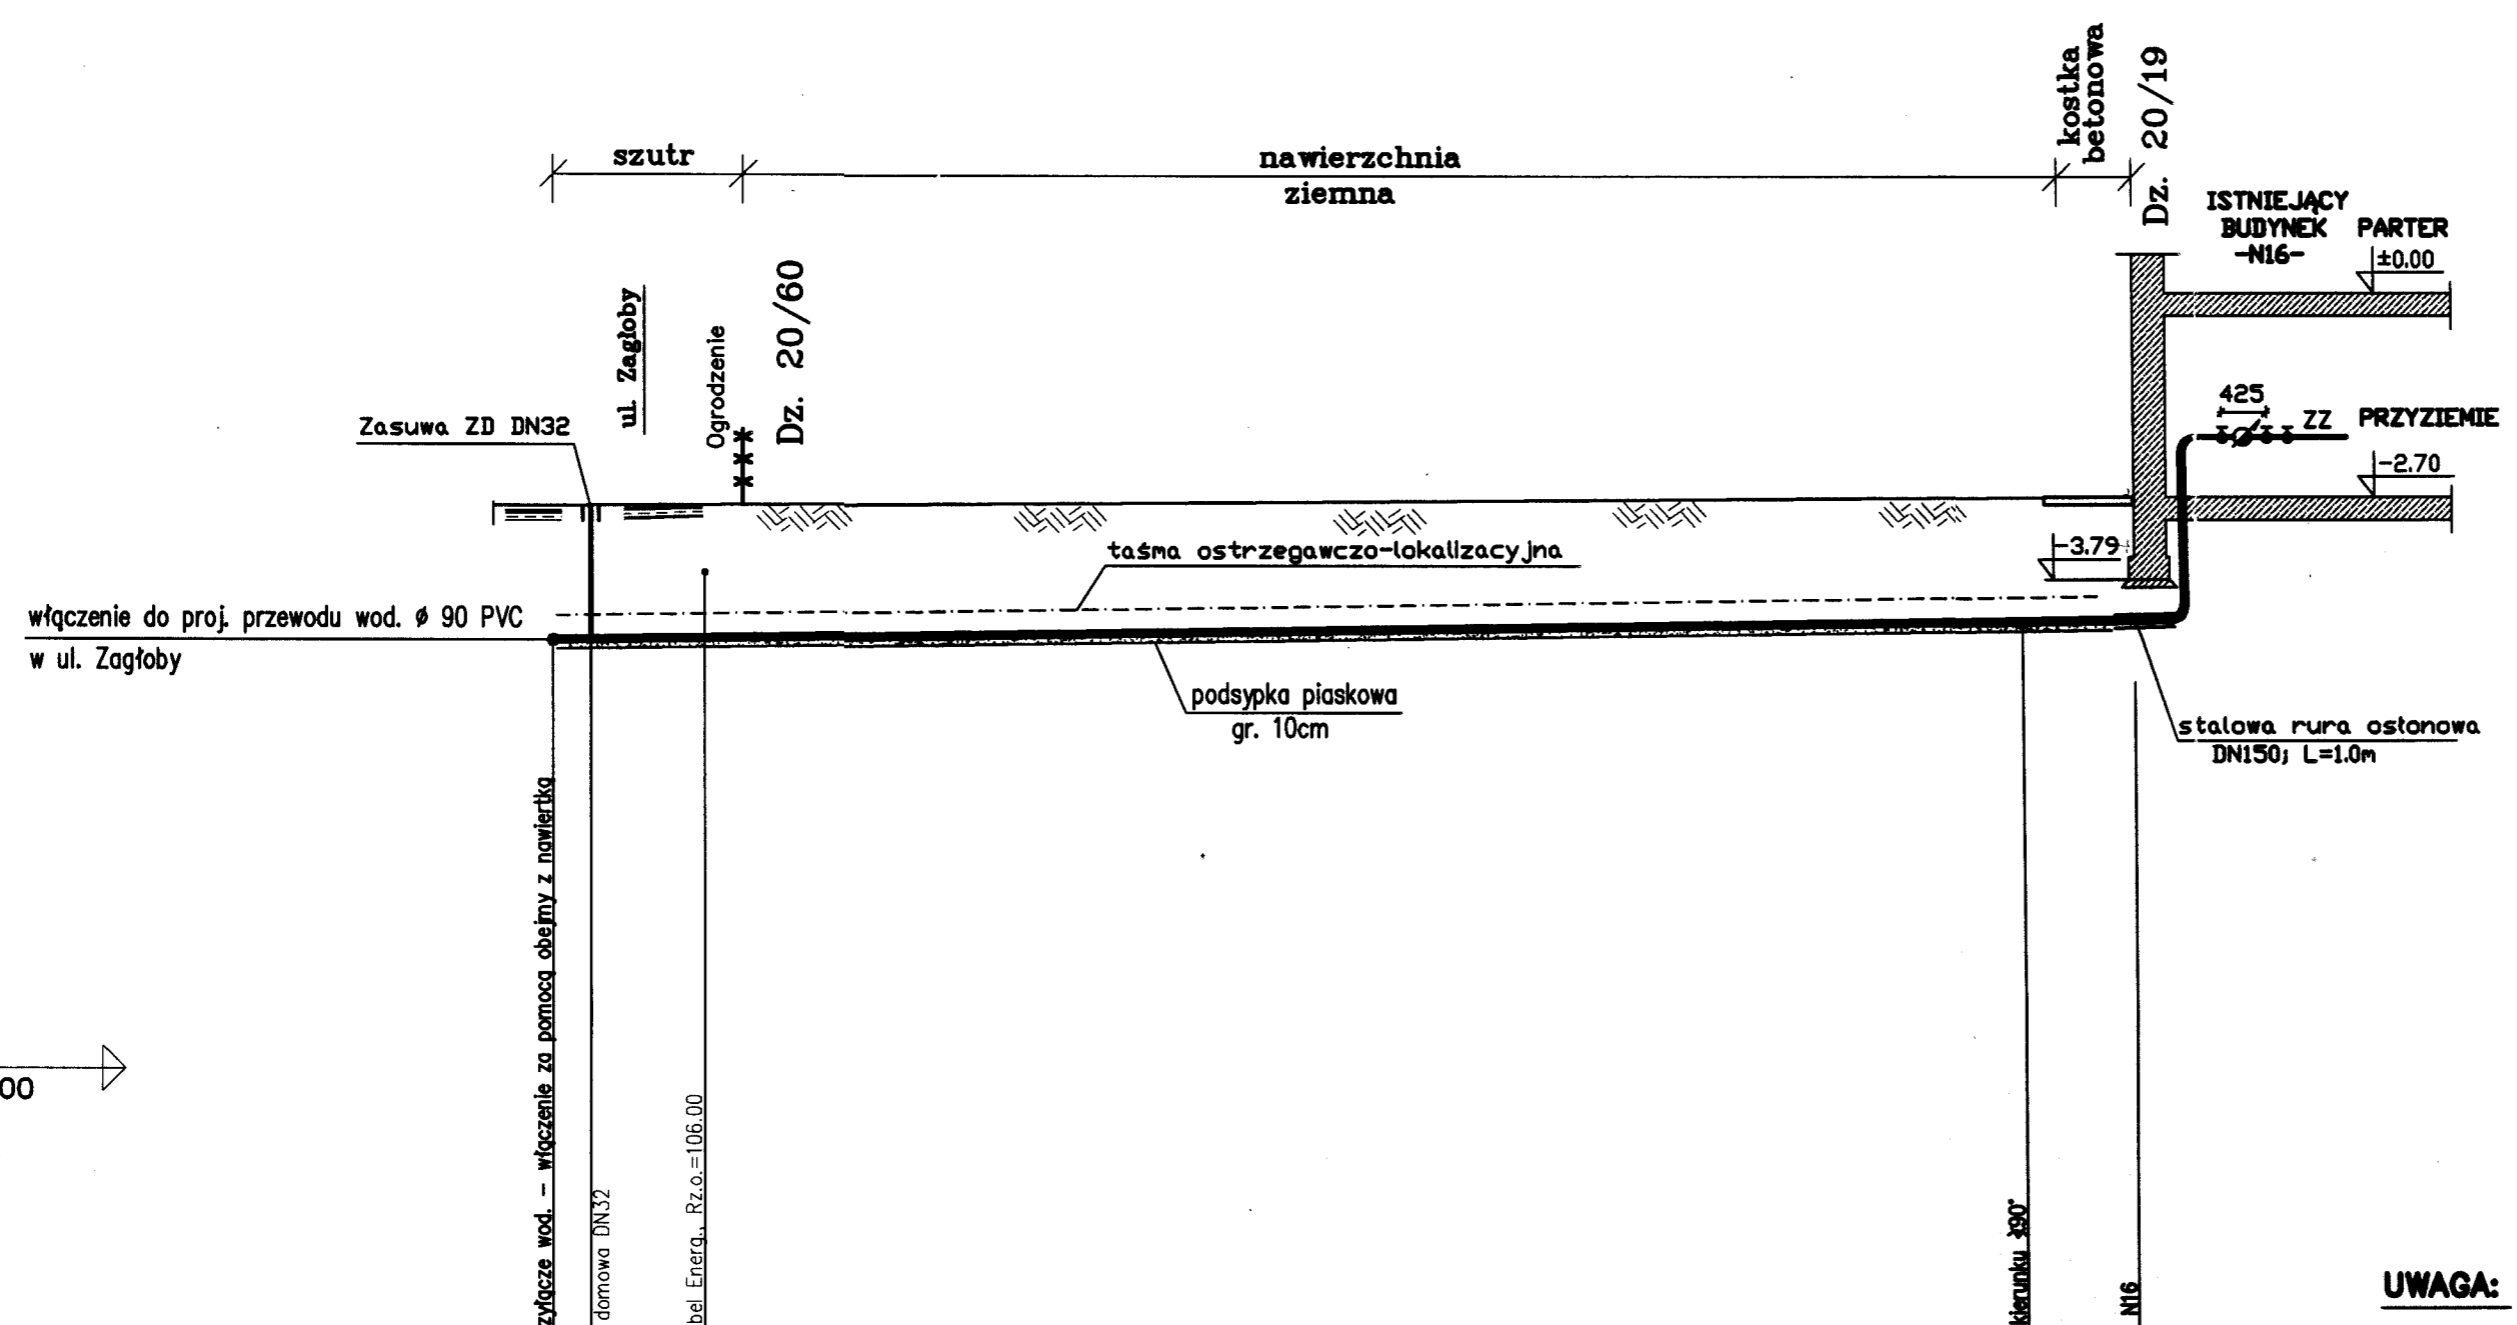 kostka
betonowa
Dz. 20/19
szutr
nawierzchnia
ziemna
ISTNIEJĄCY
BUDYNEK
-N16-
PARTER
±0.00
ul. Zagłoby
Ogrodzenie
Dz. 20/60
Zasuwa ZD DN32
425
ZZ
PRZYZIEMIE
-2.70
taśma ostrzegawczo-lokalizacyjna
-3.79
włączenie do proj. przewodu wod. ø 90 PVC
w ul. Zagłoby
podsypka piaskowa
gr. 10cm
stalowa rura osłonowa
DN150; L=1.0m
zyłącze wod. - włączenie za pomocą obejmy z nawiertką
domowa DN32
bel Energ., Rz.o.=106.00
kierunku ∢90°
N16
00
UWAGA: